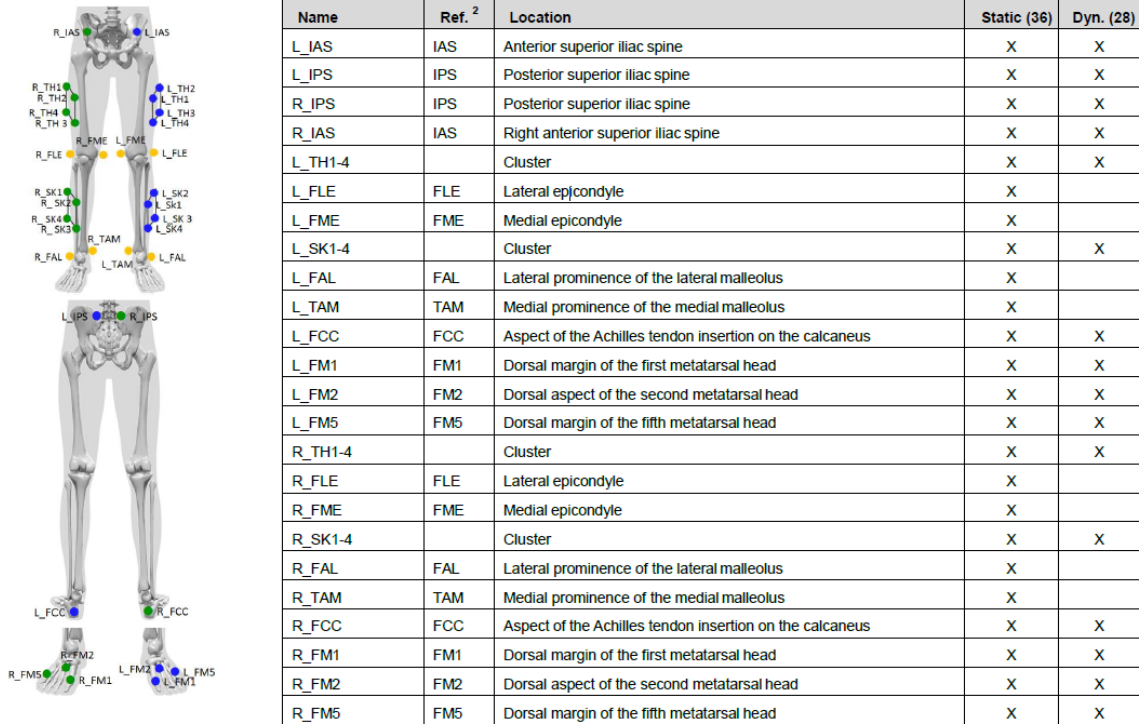 R_IAS L_IAS
R_TH1 L_TH2
R_TH2 L_TH1
R_TH4 L_TH3
R_TH 3 L_TH4
R_FME L_FME
R_FLE L_FLE
R_SK1 L_SK2
R_SK2 L_Sk1
R_ SK4 L_SK 3
R_ SK3 L_SK4
R_TAM
R_FAL L_TAM L_FAL
L_IPS R_IPS
L_FCC R_FCC
R_FM2
R_FM5 R_FM1 L_FM2 L_FM5
L_FM1
Name Ref. 2 Location Static (36) Dyn. (28)
L_IAS IAS Anterior superior iliac spine X X
L_IPS IPS Posterior superior iliac spine X X
R_IPS IPS Posterior superior iliac spine X X
R_IAS IAS Right anterior superior iliac spine X X
L_TH1-4 Cluster X X
L_FLE FLE Lateral epicondyle X
L_FME FME Medial epicondyle X
L_SK1-4 Cluster X X
L_FAL FAL Lateral prominence of the lateral malleolus X
L_TAM TAM Medial prominence of the medial malleolus X
L_FCC FCC Aspect of the Achilles tendon insertion on the calcaneus X X
L_FM1 FM1 Dorsal margin of the first metatarsal head X X
L_FM2 FM2 Dorsal aspect of the second metatarsal head X X
L_FM5 FM5 Dorsal margin of the fifth metatarsal head X X
R_TH1-4 Cluster X X
R_FLE FLE Lateral epicondyle X
R_FME FME Medial epicondyle X
R_SK1-4 Cluster X X
R_FAL FAL Lateral prominence of the lateral malleolus X
R_TAM TAM Medial prominence of the medial malleolus X
R_FCC FCC Aspect of the Achilles tendon insertion on the calcaneus X X
R_FM1 FM1 Dorsal margin of the first metatarsal head X X
R_FM2 FM2 Dorsal aspect of the second metatarsal head X X
R_FM5 FM5 Dorsal margin of the fifth metatarsal head X X